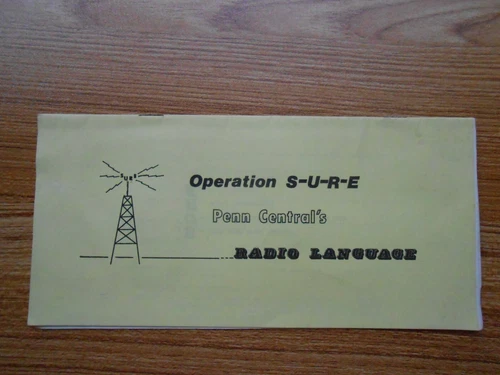 Operation S-U-R-E
Penn Central's
RADIO LANGUAGE